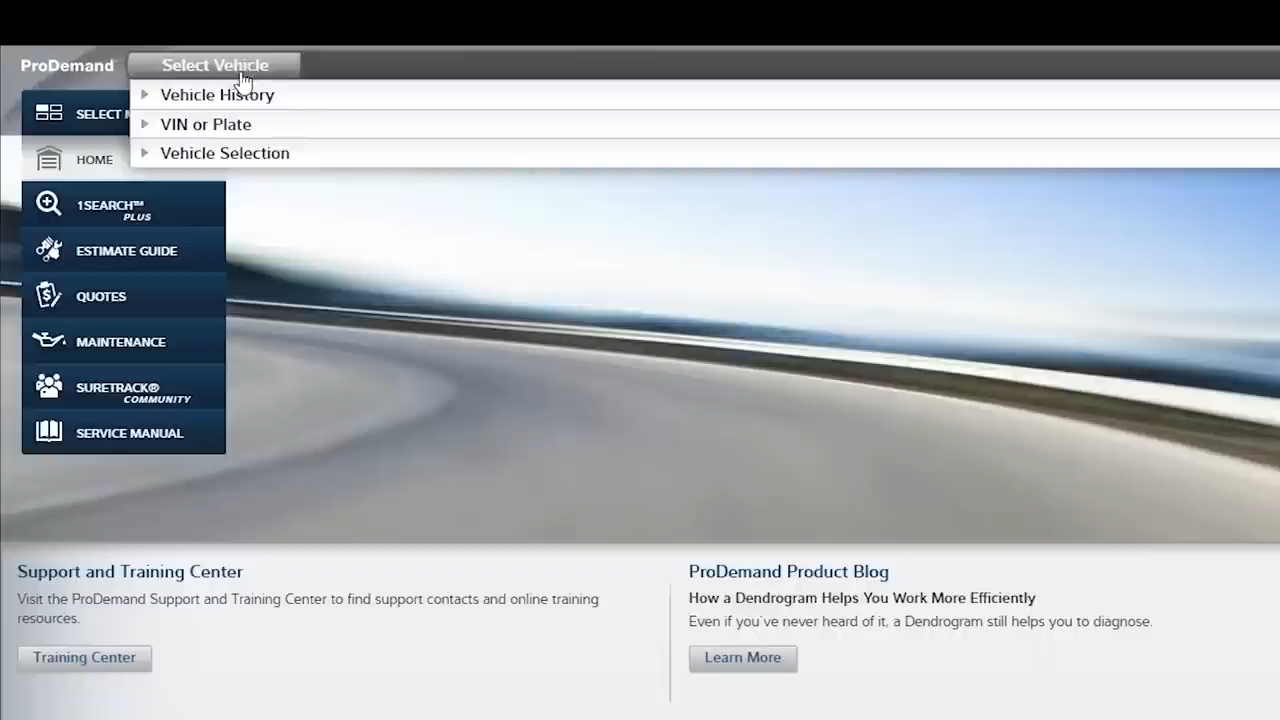 ProDemand
Select Vehicle
Vehicle History
VIN or Plate
Vehicle Selection
SELECT
HOME
1SEARCH™
PLUS
ESTIMATE GUIDE
QUOTES
MAINTENANCE
SURETRACK®
COMMUNITY
SERVICE MANUAL
Support and Training Center
Visit the ProDemand Support and Training Center to find support contacts and online training
resources.
Training Center
ProDemand Product Blog
How a Dendrogram Helps You Work More Efficiently
Even if you've never heard of it, a Dendrogram still helps you to diagnose.
Learn More